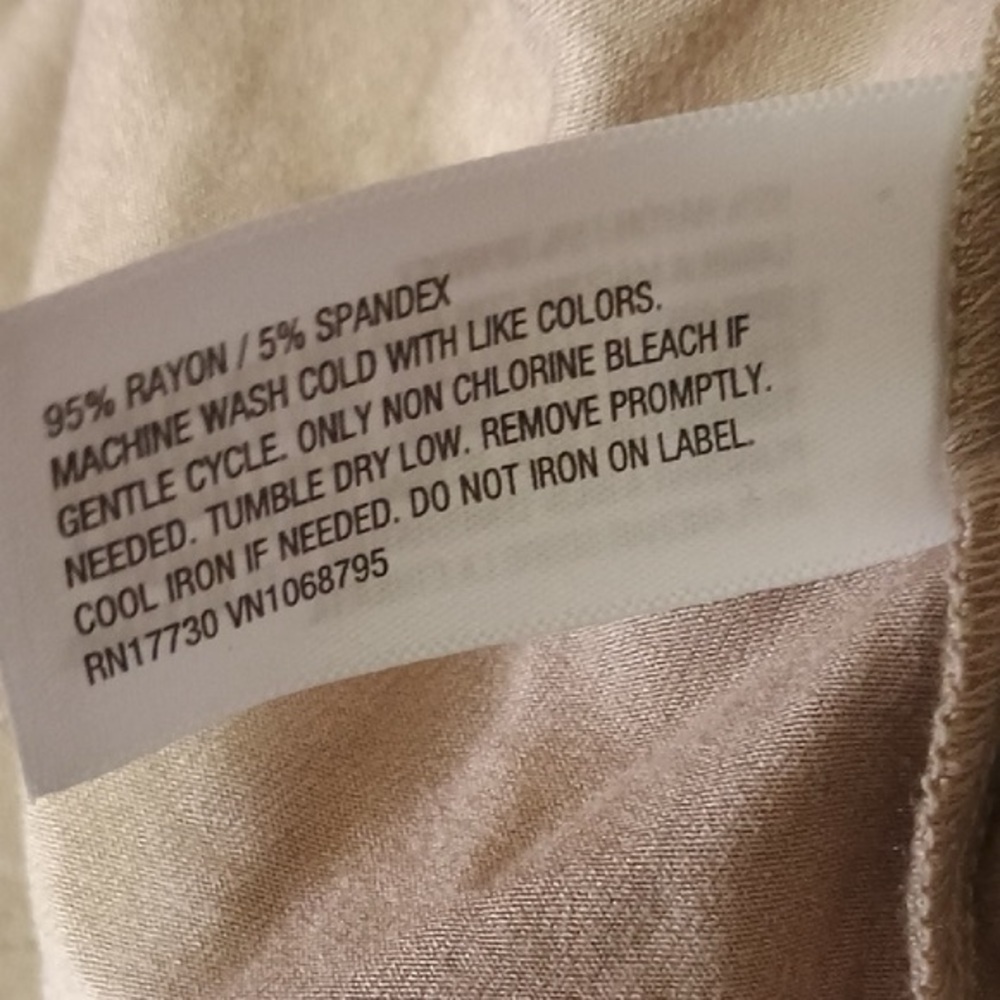 95% RAYON / 5% SPANDEX
MACHINE WASH COLD WITH LIKE COLORS.
GENTLE CYCLE. ONLY NON CHLORINE BLEACH IF
NEEDED. TUMBLE DRY LOW. REMOVE PROMPTLY.
COOL IRON IF NEEDED. DO NOT IRON ON LABEL.
RN17730 VN1068795